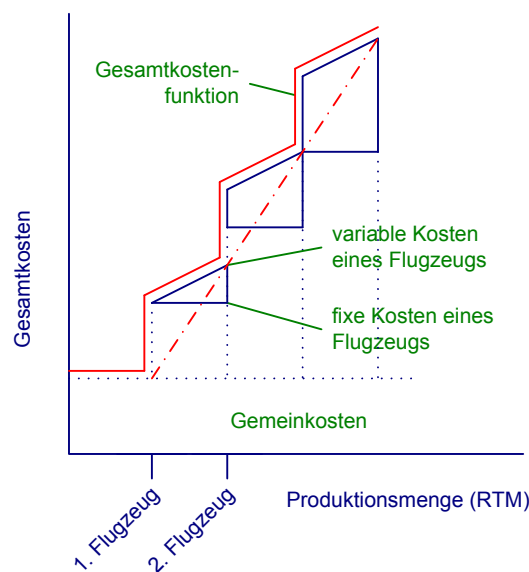 Gesamtkosten-
funktion
Gesamtkosten
variable Kosten
eines Flugzeugs
fixe Kosten eines
Flugzeugs
Gemeinkosten
1. Flugzeug
2. Flugzeug
Produktionsmenge (RTM)